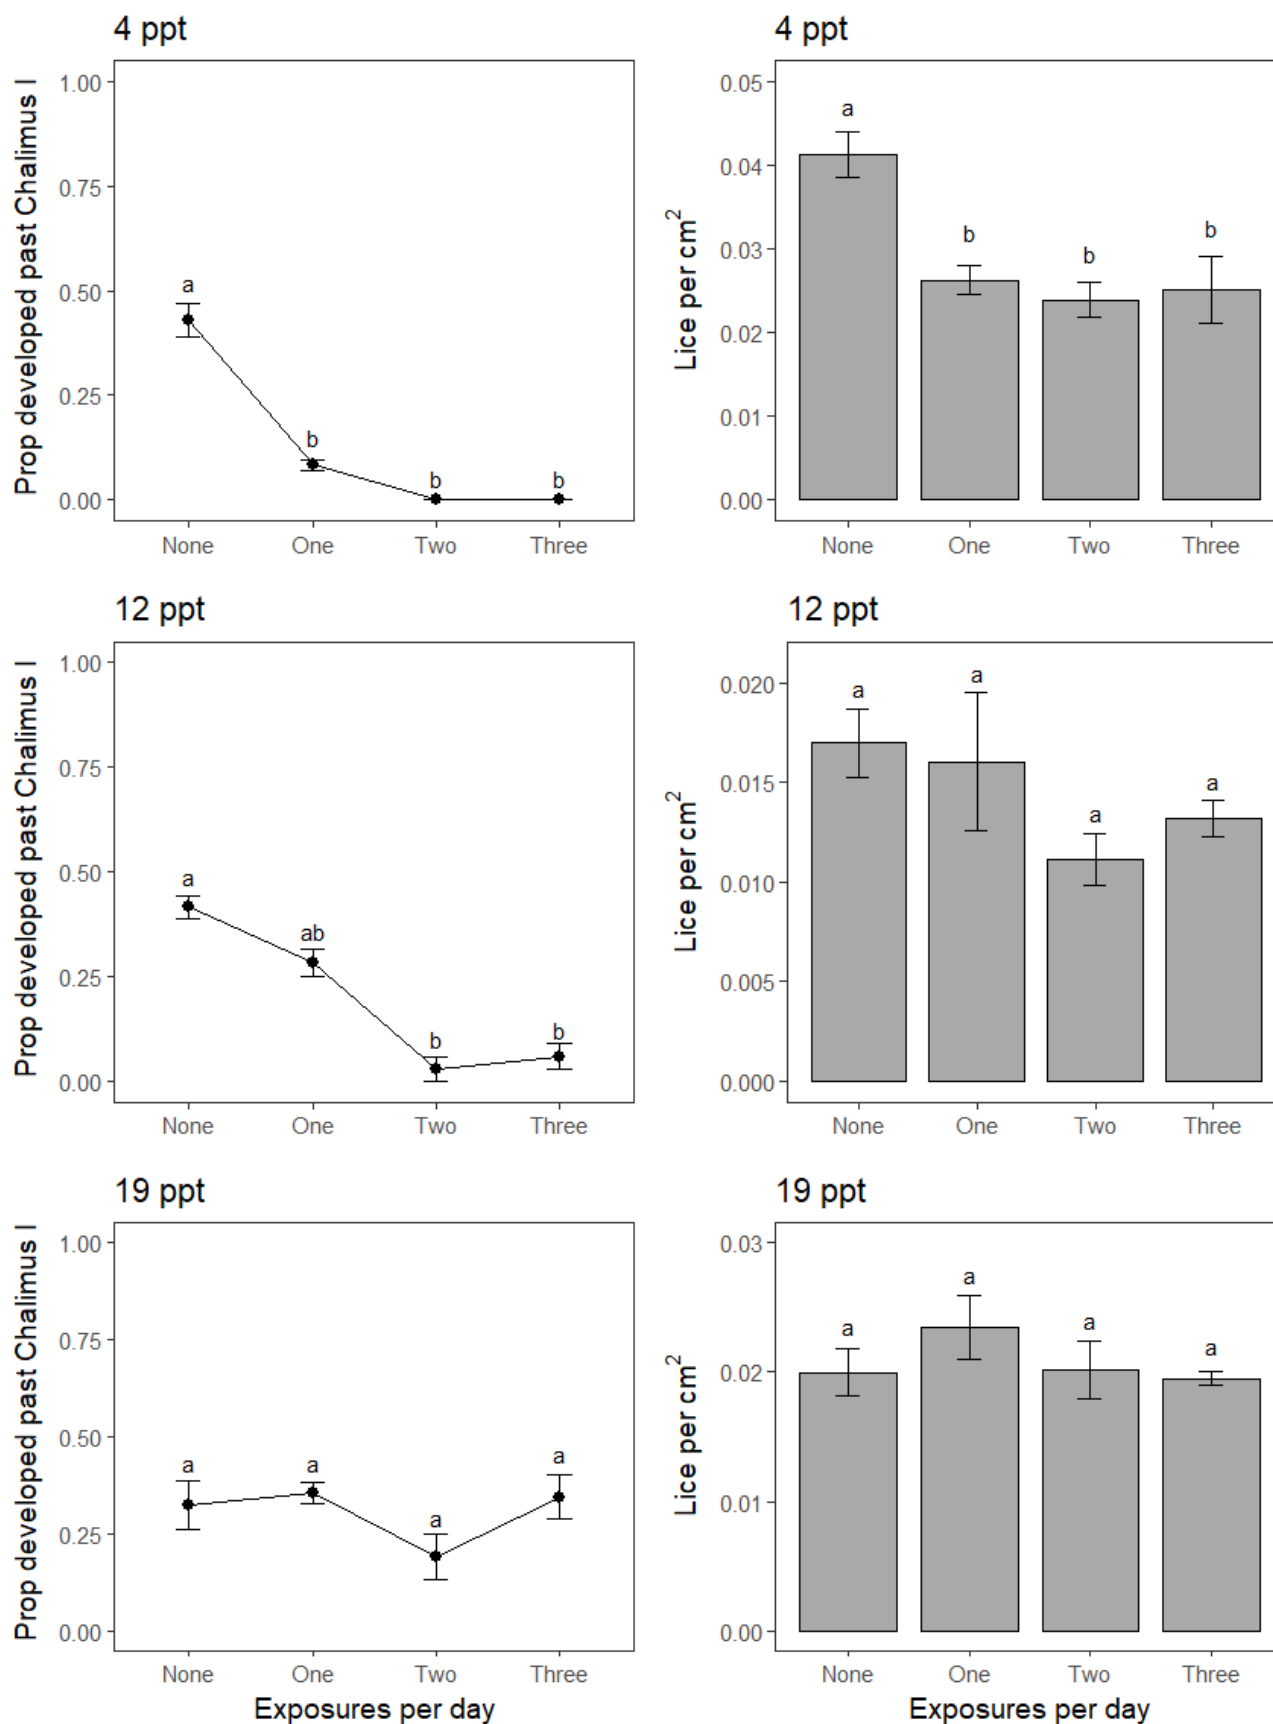 4 ppt
Prop developed past Chalimus I
1.00
0.75
0.50
0.25
0.00
a
b
b
b
None One Two Three
4 ppt
Lice per cm²
0.05
0.04
0.03
0.02
0.01
0.00
a
b
b
b
None One Two Three
12 ppt
Prop developed past Chalimus I
1.00
0.75
0.50
0.25
0.00
a
ab
b
b
None One Two Three
12 ppt
Lice per cm²
0.020
0.015
0.010
0.005
0.000
a
a
a
a
None One Two Three
19 ppt
Prop developed past Chalimus I
1.00
0.75
0.50
0.25
0.00
a
a
a
a
None One Two Three
Exposures per day
19 ppt
Lice per cm²
0.03
0.02
0.01
0.00
a
a
a
a
None One Two Three
Exposures per day